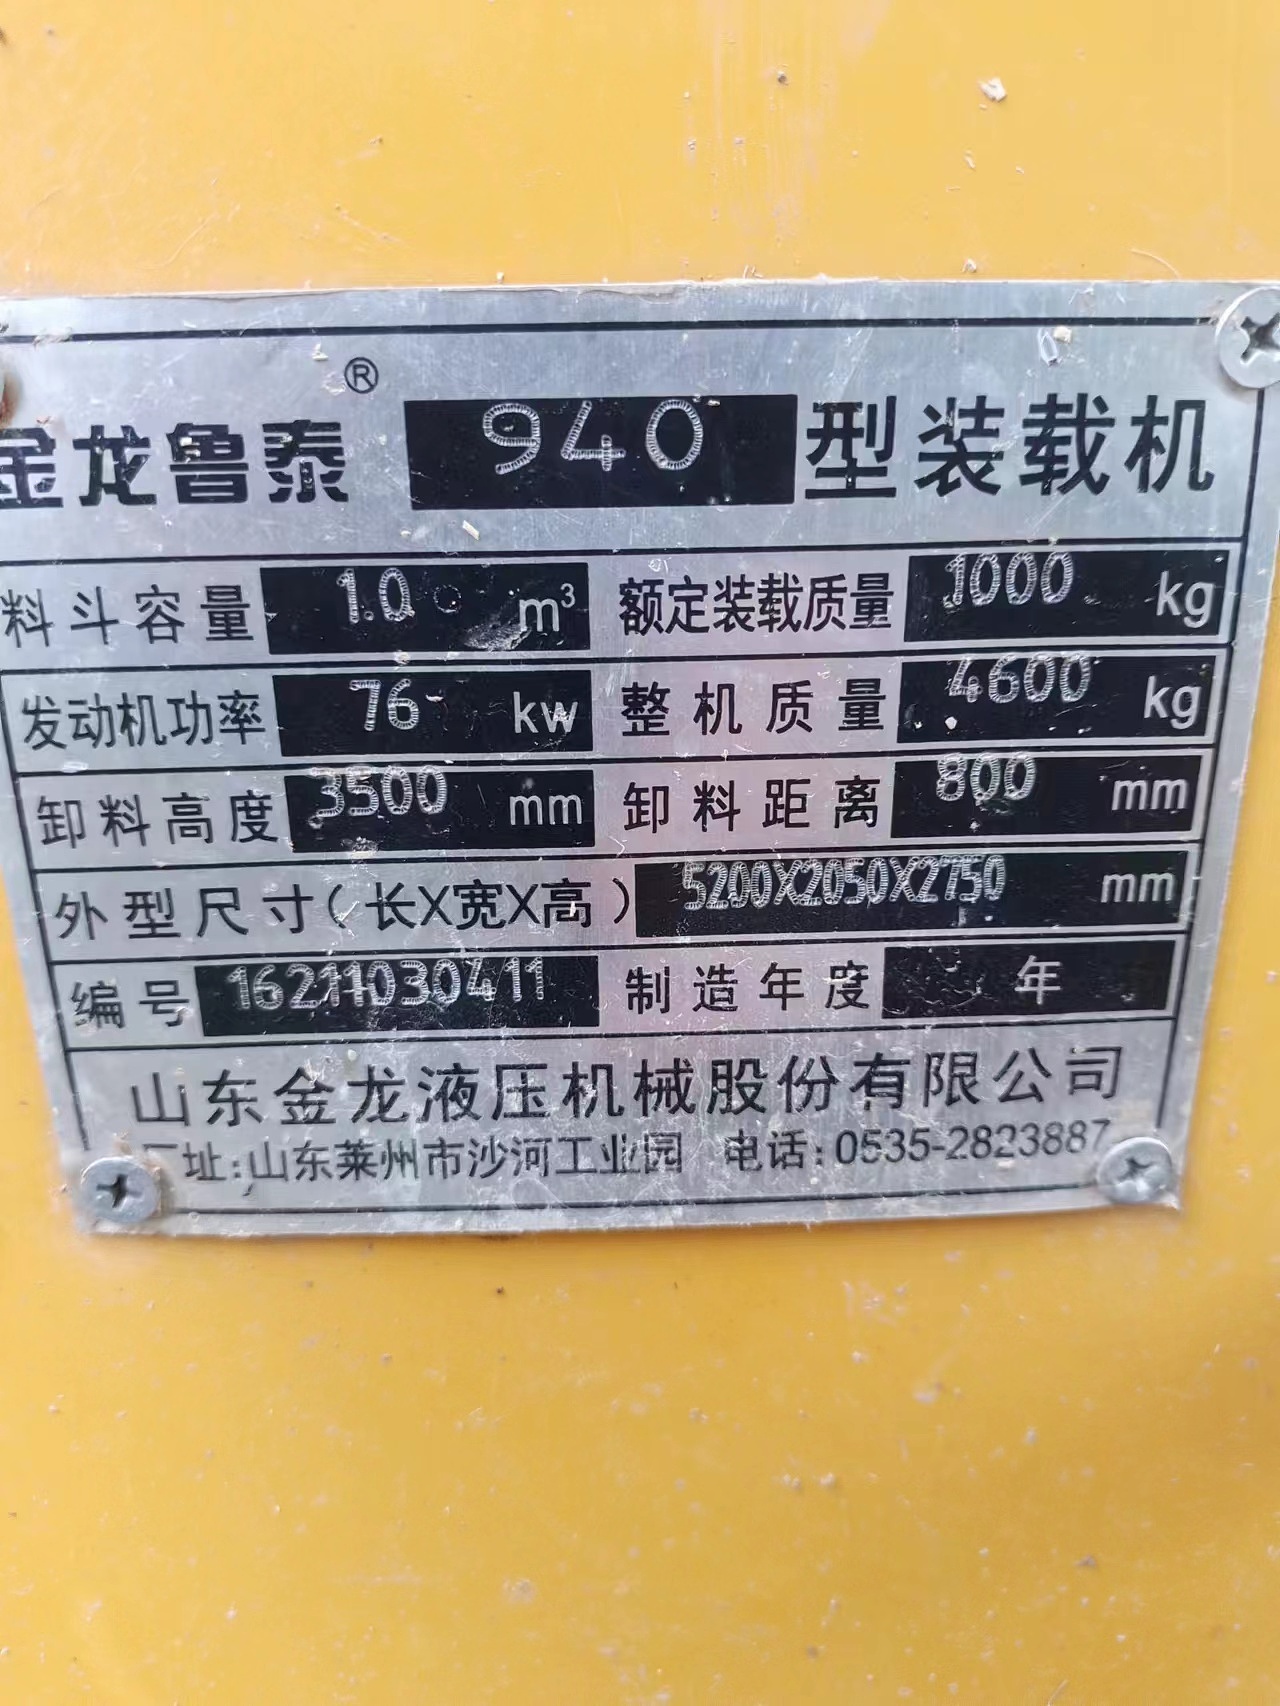 金龙鲁泰® 940 型装载机
料斗容量 1.0 m³ 额定装载质量 1000 kg
发动机功率 76 kw 整机质量 4600 kg
卸料高度 3500 mm 卸料距离 800 mm
外型尺寸(长X宽X高) 5200X2050X2750 mm
编号 16211030411 制造年度 年
山东金龙液压机械股份有限公司
厂址:山东莱州市沙河工业园 电话:0535-2823887